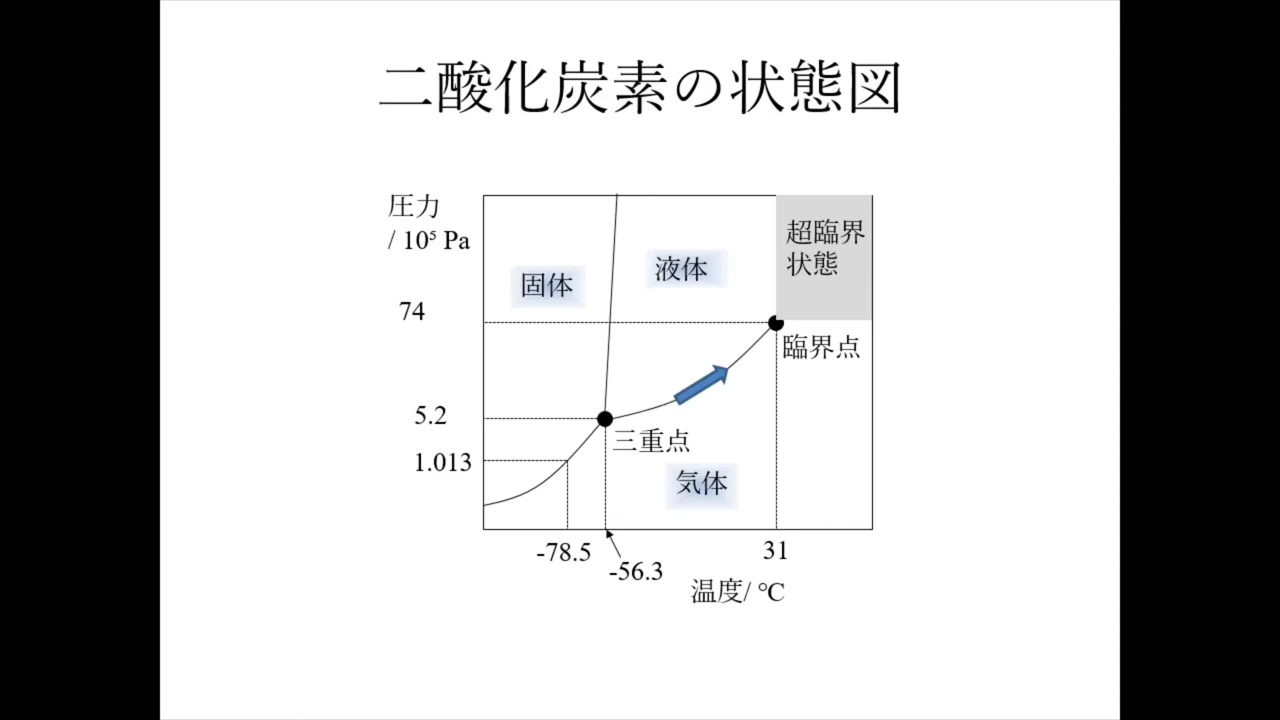 二酸化炭素の状態図
圧力
/ 10⁵ Pa
超臨界
状態
液体
固体
74
臨界点
5.2
三重点
1.013
気体
-78.5
31
-56.3
温度/ ℃